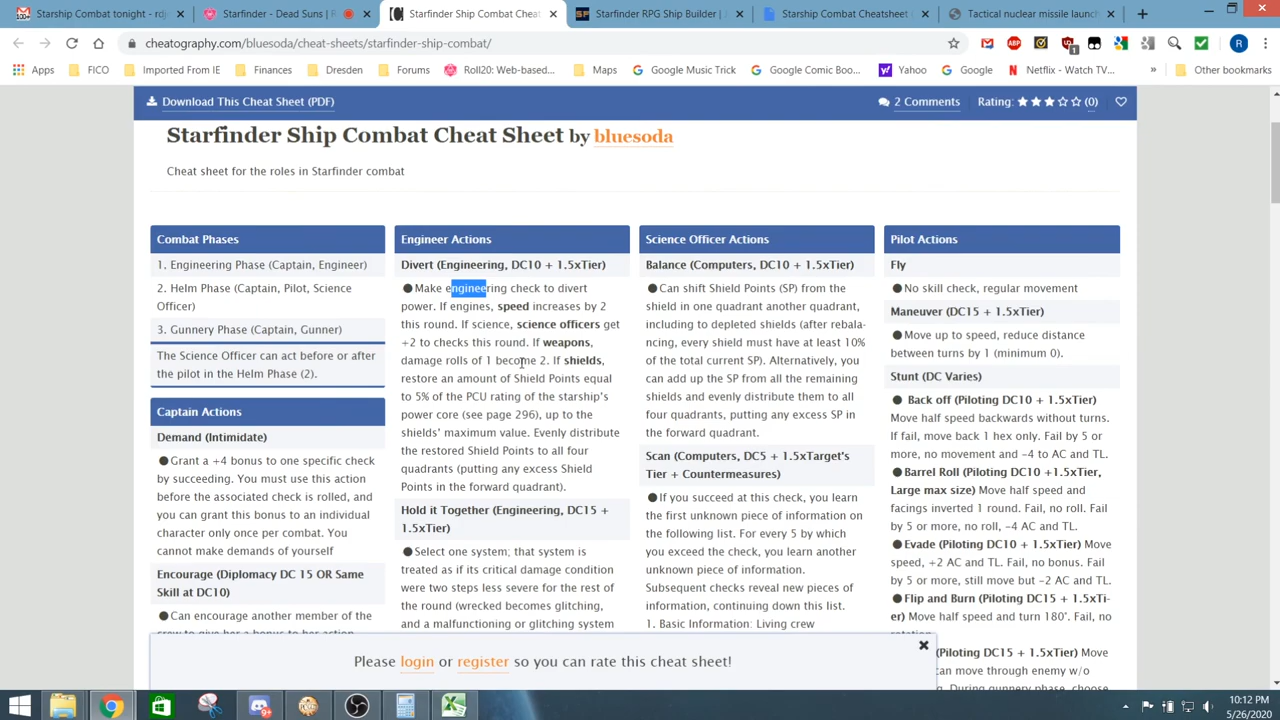 Starship Combat tonight - rdj
Starfinder - Dead Suns |
Starfinder Ship Combat Cheat
Starfinder RPG Ship Builder |
Starship Combat Cheatsheet
Tactical nuclear missile launch
cheatography.com/bluesoda/cheat-sheets/starfinder-ship-combat/
Apps
FICO
Imported From IE
Finances
Dresden
Forums
Roll20: Web-based...
Maps
Google Music Trick
Google Comic Boo...
Yahoo
Google
Netflix - Watch TV...
»
Other bookmarks
Download This Cheat Sheet (PDF)
2 Comments
Rating:
(0)
Starfinder Ship Combat Cheat Sheet by bluesoda
Cheat sheet for the roles in Starfinder combat
Combat Phases
1. Engineering Phase (Captain, Engineer)
2. Helm Phase (Captain, Pilot, Science
Officer)
3. Gunnery Phase (Captain, Gunner)
The Science Officer can act before or after
the pilot in the Helm Phase (2).
Captain Actions
Demand (Intimidate)
● Grant a +4 bonus to one specific check
by succeeding. You must use this action
before the associated check is rolled, and
you can grant this bonus to an individual
character only once per combat. You
cannot make demands of yourself
Encourage (Diplomacy DC 15 OR Same
Skill at DC10)
● Can encourage another member of the
crew to give her a bonus to her action
Engineer Actions
Divert (Engineering, DC10 + 1.5xTier)
● Make engineering check to divert
power. If engines, speed increases by 2
this round. If science, science officers get
+2 to checks this round. If weapons,
damage rolls of 1 become 2. If shields,
restore an amount of Shield Points equal
to 5% of the PCU rating of the starship's
power core (see page 296), up to the
shields' maximum value. Evenly distribute
the restored Shield Points to all four
quadrants (putting any excess Shield
Points in the forward quadrant).
Hold it Together (Engineering, DC15 +
1.5xTier)
● Select one system; that system is
treated as if its critical damage condition
were two steps less severe for the rest of
the round (wrecked becomes glitching,
and a malfunctioning or glitching system
Science Officer Actions
Balance (Computers, DC10 + 1.5xTier)
● Can shift Shield Points (SP) from the
shield in one quadrant another quadrant,
including to depleted shields (after rebala-
ncing, every shield must have at least 10%
of the total current SP). Alternatively, you
can add up the SP from all the remaining
shields and evenly distribute them to all
four quadrants, putting any excess SP in
the forward quadrant.
Scan (Computers, DC5 + 1.5xTarget's
Tier + Countermeasures)
● If you succeed at this check, you learn
the first unknown piece of information on
the following list. For every 5 by which
you exceed the check, you learn another
unknown piece of information.
Subsequent checks reveal new pieces of
information, continuing down this list.
1. Basic Information: Living crew
Pilot Actions
Fly
● No skill check, regular movement
Maneuver (DC15 + 1.5xTier)
● Move up to speed, reduce distance
between turns by 1 (minimum 0).
Stunt (DC Varies)
● Back off (Piloting DC10 + 1.5xTier)
Move half speed backwards without turns.
If fail, move back 1 hex only. Fail by 5 or
more, no movement and -4 to AC and TL.
● Barrel Roll (Piloting DC10 +1.5xTier,
Large max size) Move half speed and
facings inverted 1 round. Fail, no roll. Fail
by 5 or more, no roll, -4 AC and TL.
● Evade (Piloting DC10 + 1.5xTier) Move
speed, +2 AC and TL. Fail, no bonus. Fail
by 5 or more, still move but -2 AC and TL.
● Flip and Burn (Piloting DC15 + 1.5xTi-
er) Move half speed and turn 180°. Fail, no
rotation.
(Piloting DC15 + 1.5xTier) Move
can move through enemy w/o
During gunnery phase, choose
Please login or register so you can rate this cheat sheet!
10:12 PM
5/26/2020